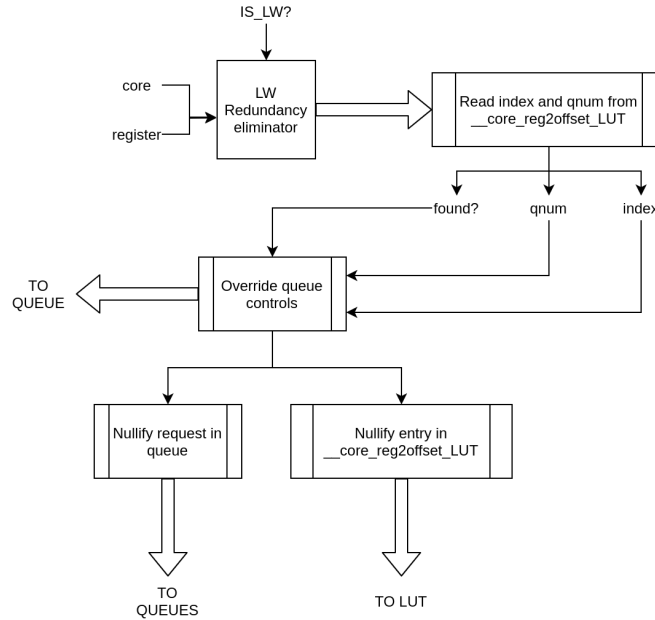 IS_LW?
core
register
LW
Redundancy
eliminator
Read index and qnum from
__core_reg2offset_LUT
found?
qnum
index
TO
QUEUE
Override queue
controls
Nullify request in
queue
Nullify entry in
__core_reg2offset_LUT
TO
QUEUES
TO LUT